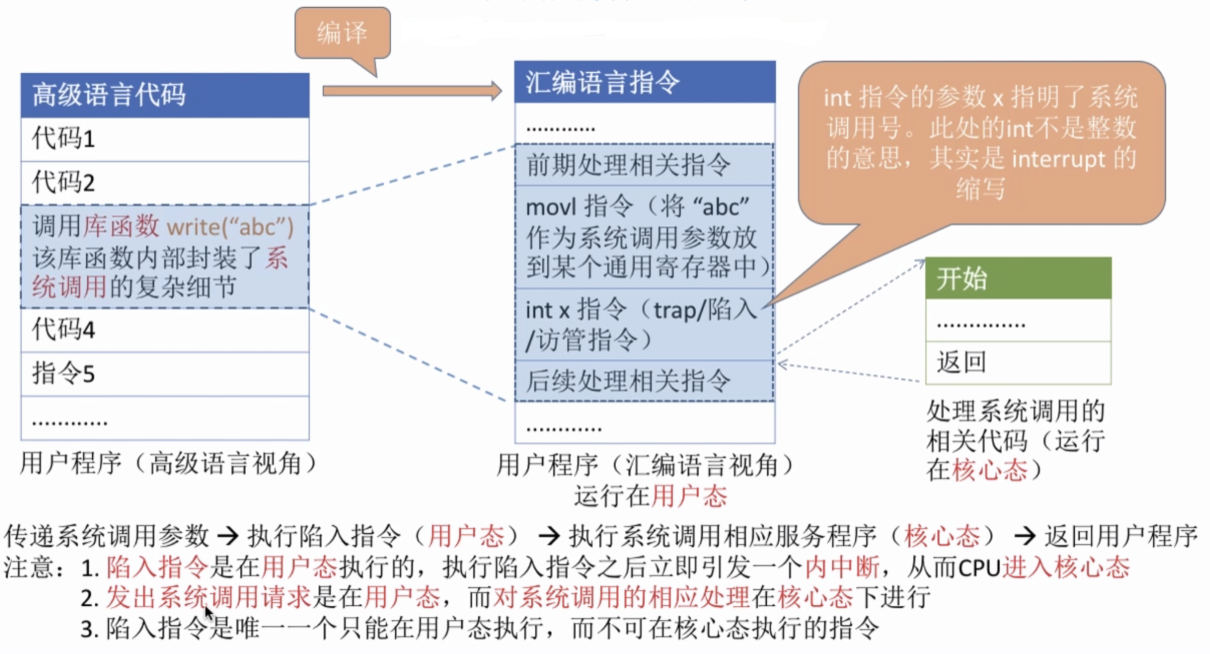 编译
高级语言代码
代码1
代码2
调用库函数 write(“abc”)
该库函数内部封装了系
统调用的复杂细节
代码4
指令5
…………
用户程序（高级语言视角）
汇编语言指令
…………
前期处理相关指令
movl 指令（将 “abc”
作为系统调用参数放
到某个通用寄存器中）
int x 指令（trap/陷入
/访管指令）
后续处理相关指令
…………
用户程序（汇编语言视角）
运行在用户态
int 指令的参数 x 指明了系统
调用号。此处的int不是整数
的意思，其实是 interrupt 的
缩写
开始
…………..
返回
处理系统调用的
相关代码（运行
在核心态）
传递系统调用参数 → 执行陷入指令（用户态） → 执行系统调用相应服务程序（核心态） → 返回用户程序
注意：1. 陷入指令是在用户态执行的，执行陷入指令之后立即引发一个内中断，从而CPU进入核心态
2. 发出系统调用请求是在用户态，而对系统调用的相应处理在核心态下进行
3. 陷入指令是唯一一个只能在用户态执行，而不可在核心态执行的指令